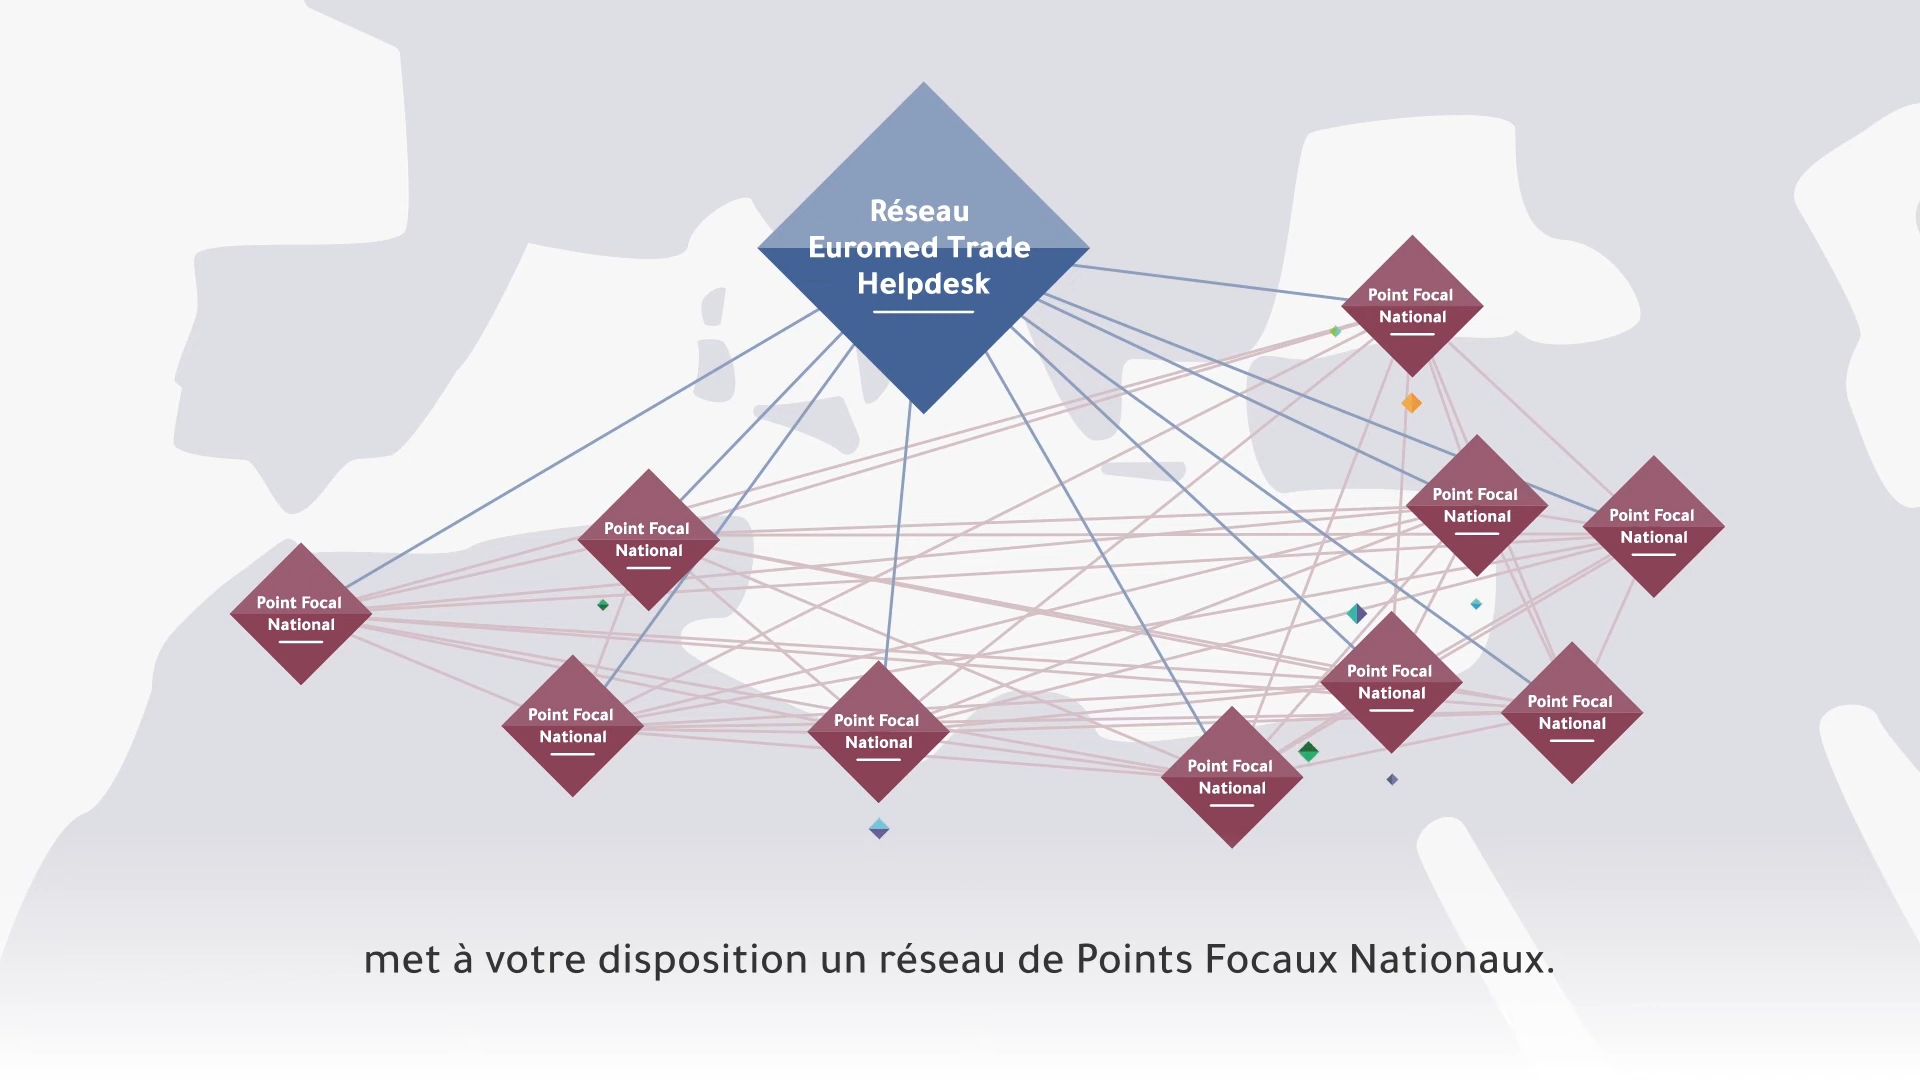 Réseau
Euromed Trade
Helpdesk
Point Focal
National
Point Focal
National
Point Focal
National
Point Focal
National
Point Focal
National
Point Focal
National
Point Focal
National
Point Focal
National
Point Focal
National
Point Focal
National
met à votre disposition un réseau de Points Focaux Nationaux.